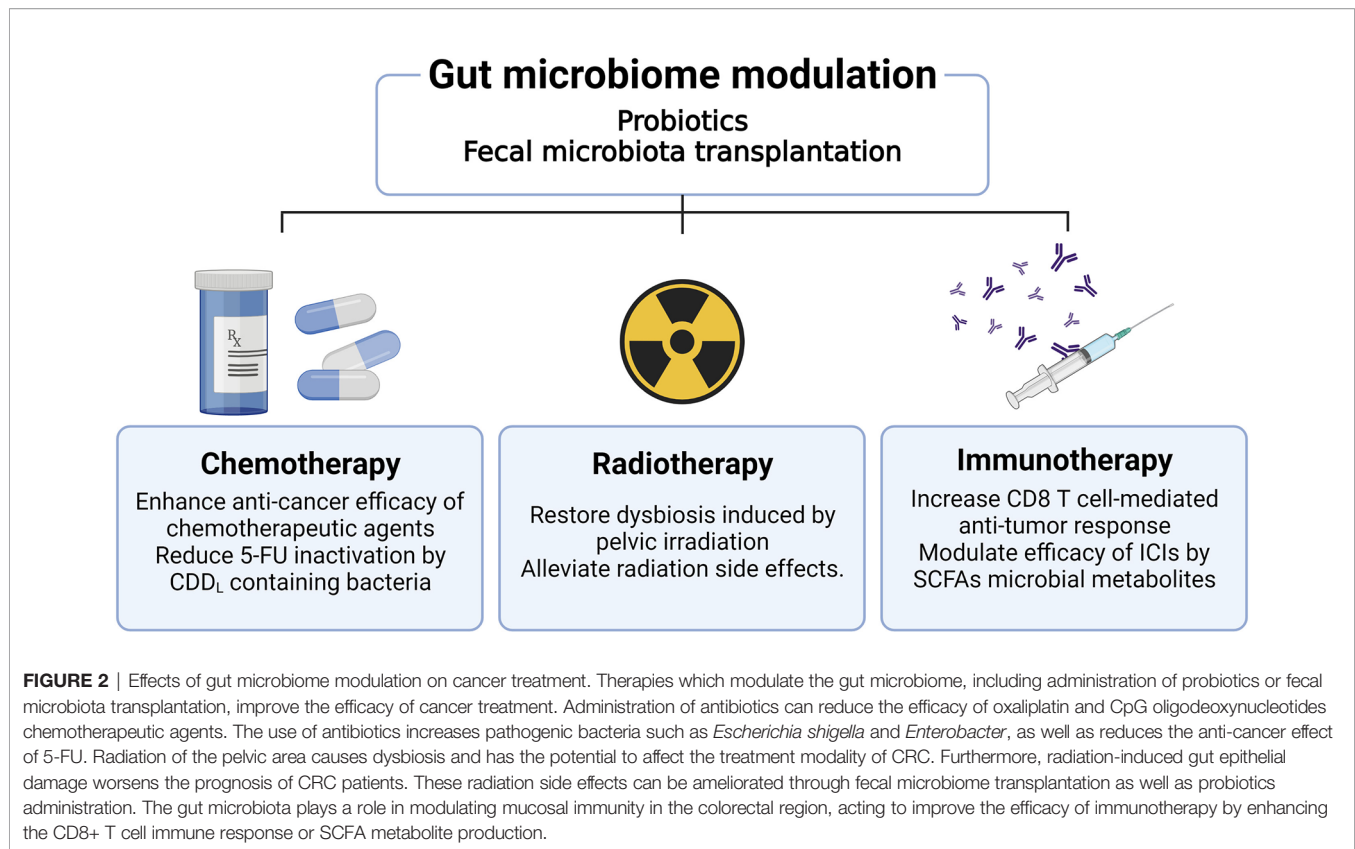 Gut microbiome modulation
Probiotics
Fecal microbiota transplantation
Rx
Chemotherapy
Enhance anti-cancer efficacy of
chemotherapeutic agents
Reduce 5-FU inactivation by
CDDL containing bacteria
Radiotherapy
Restore dysbiosis induced by
pelvic irradiation
Alleviate radiation side effects.
Immunotherapy
Increase CD8 T cell-mediated
anti-tumor response
Modulate efficacy of ICIs by
SCFAs microbial metabolites
FIGURE 2 | Effects of gut microbiome modulation on cancer treatment. Therapies which modulate the gut microbiome, including administration of probiotics or fecal
microbiota transplantation, improve the efficacy of cancer treatment. Administration of antibiotics can reduce the efficacy of oxaliplatin and CpG oligodeoxynucleotides
chemotherapeutic agents. The use of antibiotics increases pathogenic bacteria such as Escherichia shigella and Enterobacter, as well as reduces the anti-cancer effect
of 5-FU. Radiation of the pelvic area causes dysbiosis and has the potential to affect the treatment modality of CRC. Furthermore, radiation-induced gut epithelial
damage worsens the prognosis of CRC patients. These radiation side effects can be ameliorated through fecal microbiome transplantation as well as probiotics
administration. The gut microbiota plays a role in modulating mucosal immunity in the colorectal region, acting to improve the efficacy of immunotherapy by enhancing
the CD8+ T cell immune response or SCFA metabolite production.